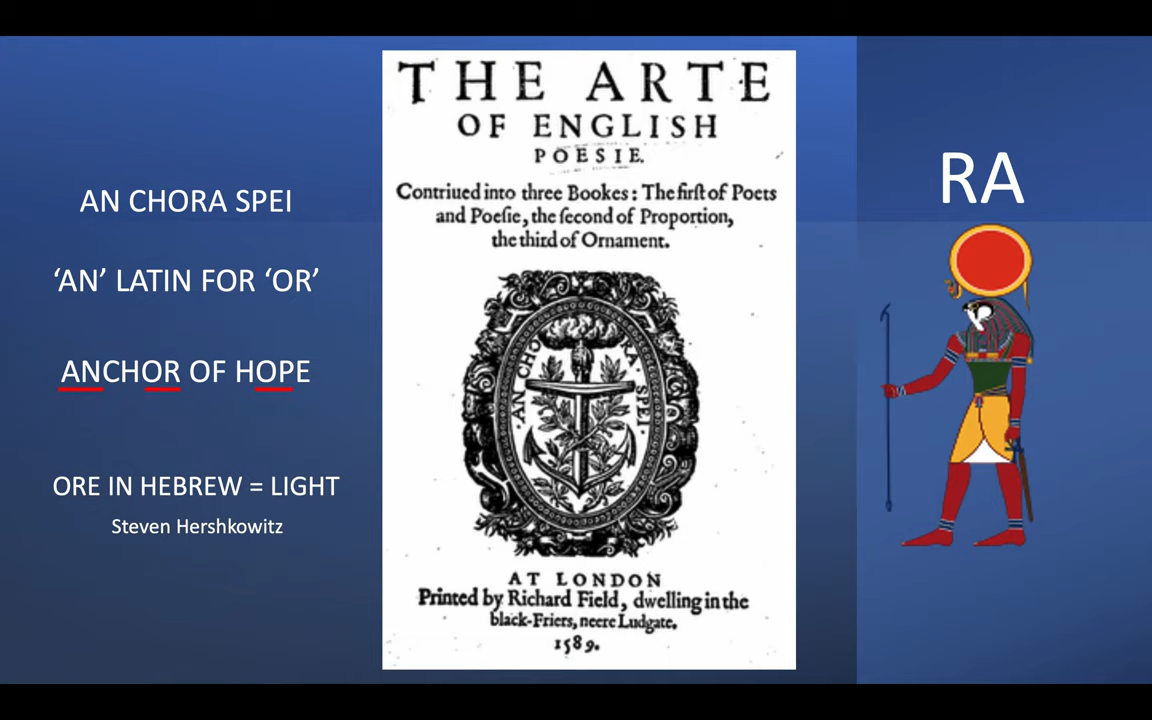 AN CHORA SPEI
‘AN’ LATIN FOR ‘OR’
ANCHOR OF HOPE
ORE IN HEBREW = LIGHT
Steven Hershkowitz
THE ARTE
OF ENGLISH
POESIE.
Contriued into three Bookes: The firſt of Poets
and Poeſie, the ſecond of Proportion,
the third of Ornament.
ANCHO
RA · SPEI ·
AT LONDON
Printed by Richard Field, dwelling in the
black-Friers, neere Ludgate.
1589.
RA